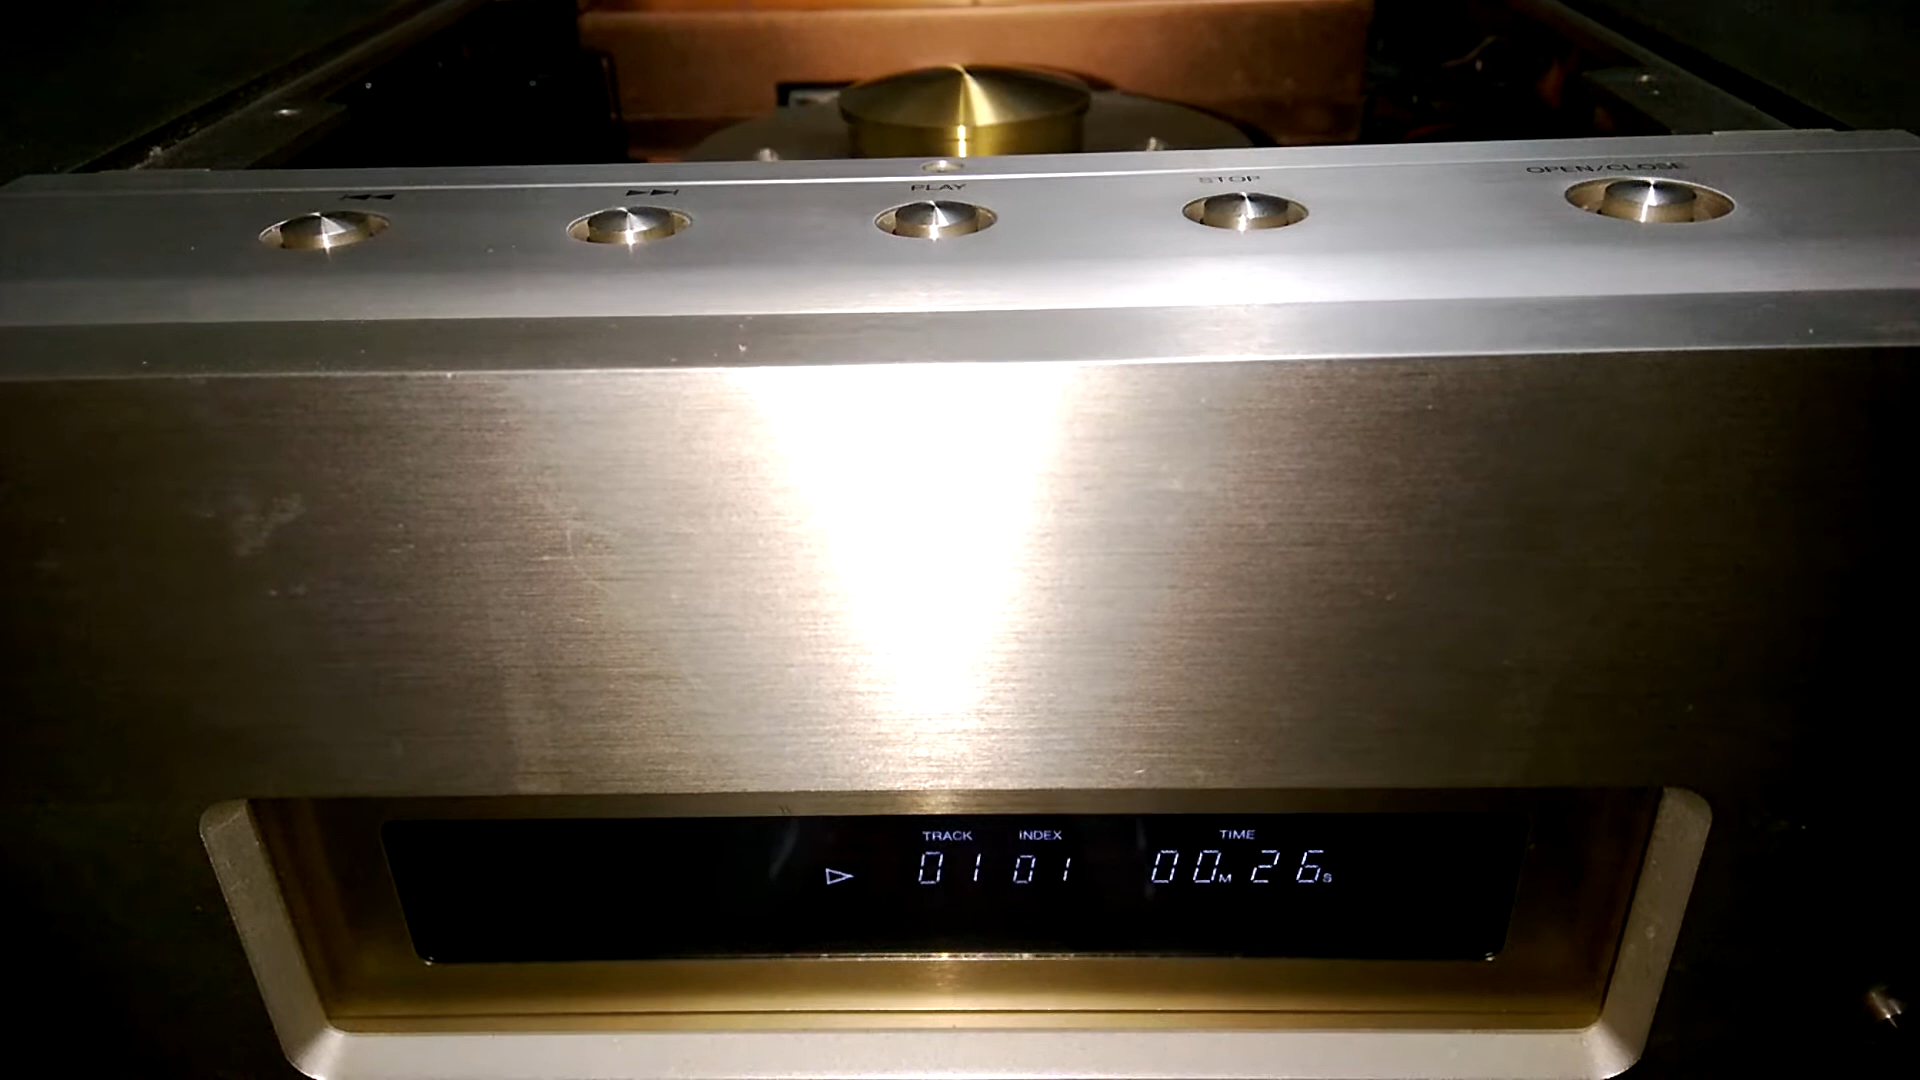 PLAY
STOP
OPEN/CLOSE
TRACK INDEX TIME
01 01 00M 26S